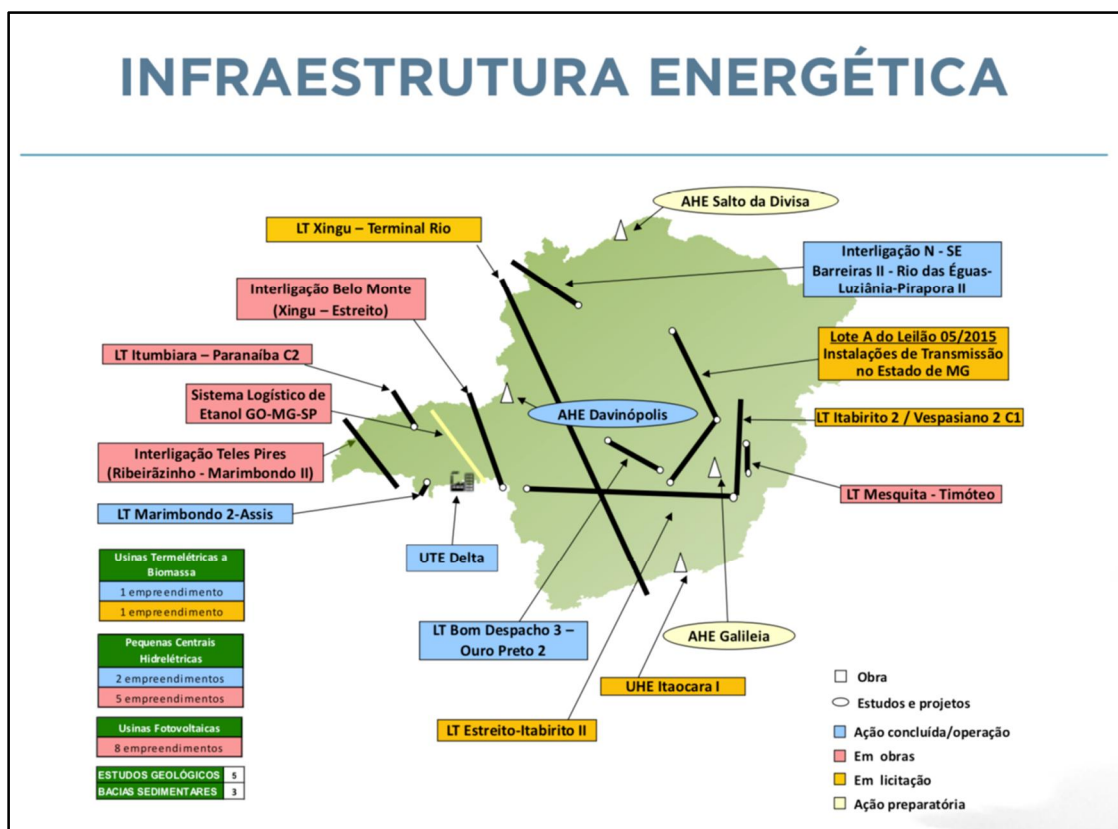 INFRAESTRUTURA ENERGÉTICA
AHE Salto da Divisa
LT Xingu – Terminal Rio
Interligação N - SE
Barreiras II - Rio das Éguas-
Luziânia-Pirapora II
Interligação Belo Monte
(Xingu – Estreito)
Lote A do Leilão 05/2015
Instalações de Transmissão
no Estado de MG
LT Itumbiara – Paranaíba C2
Sistema Logístico de
Etanol GO-MG-SP
AHE Davinópolis
LT Itabirito 2 / Vespasiano 2 C1
Interligação Teles Pires
(Ribeirãzinho - Marimbondo II)
LT Mesquita - Timóteo
LT Marimbondo 2-Assis
UTE Delta
Usinas Termelétricas a
Biomassa
1 empreendimento
1 empreendimento
LT Bom Despacho 3 –
Ouro Preto 2
AHE Galileia
Pequenas Centrais
Hidrelétricas
2 empreendimentos
5 empreendimentos
UHE Itaocara I
LT Estreito-Itabirito II
Usinas Fotovoltaicas
8 empreendimentos
ESTUDOS GEOLÓGICOS 5
BACIAS SEDIMENTARES 3
Obra
Estudos e projetos
Ação concluída/operação
Em obras
Em licitação
Ação preparatória